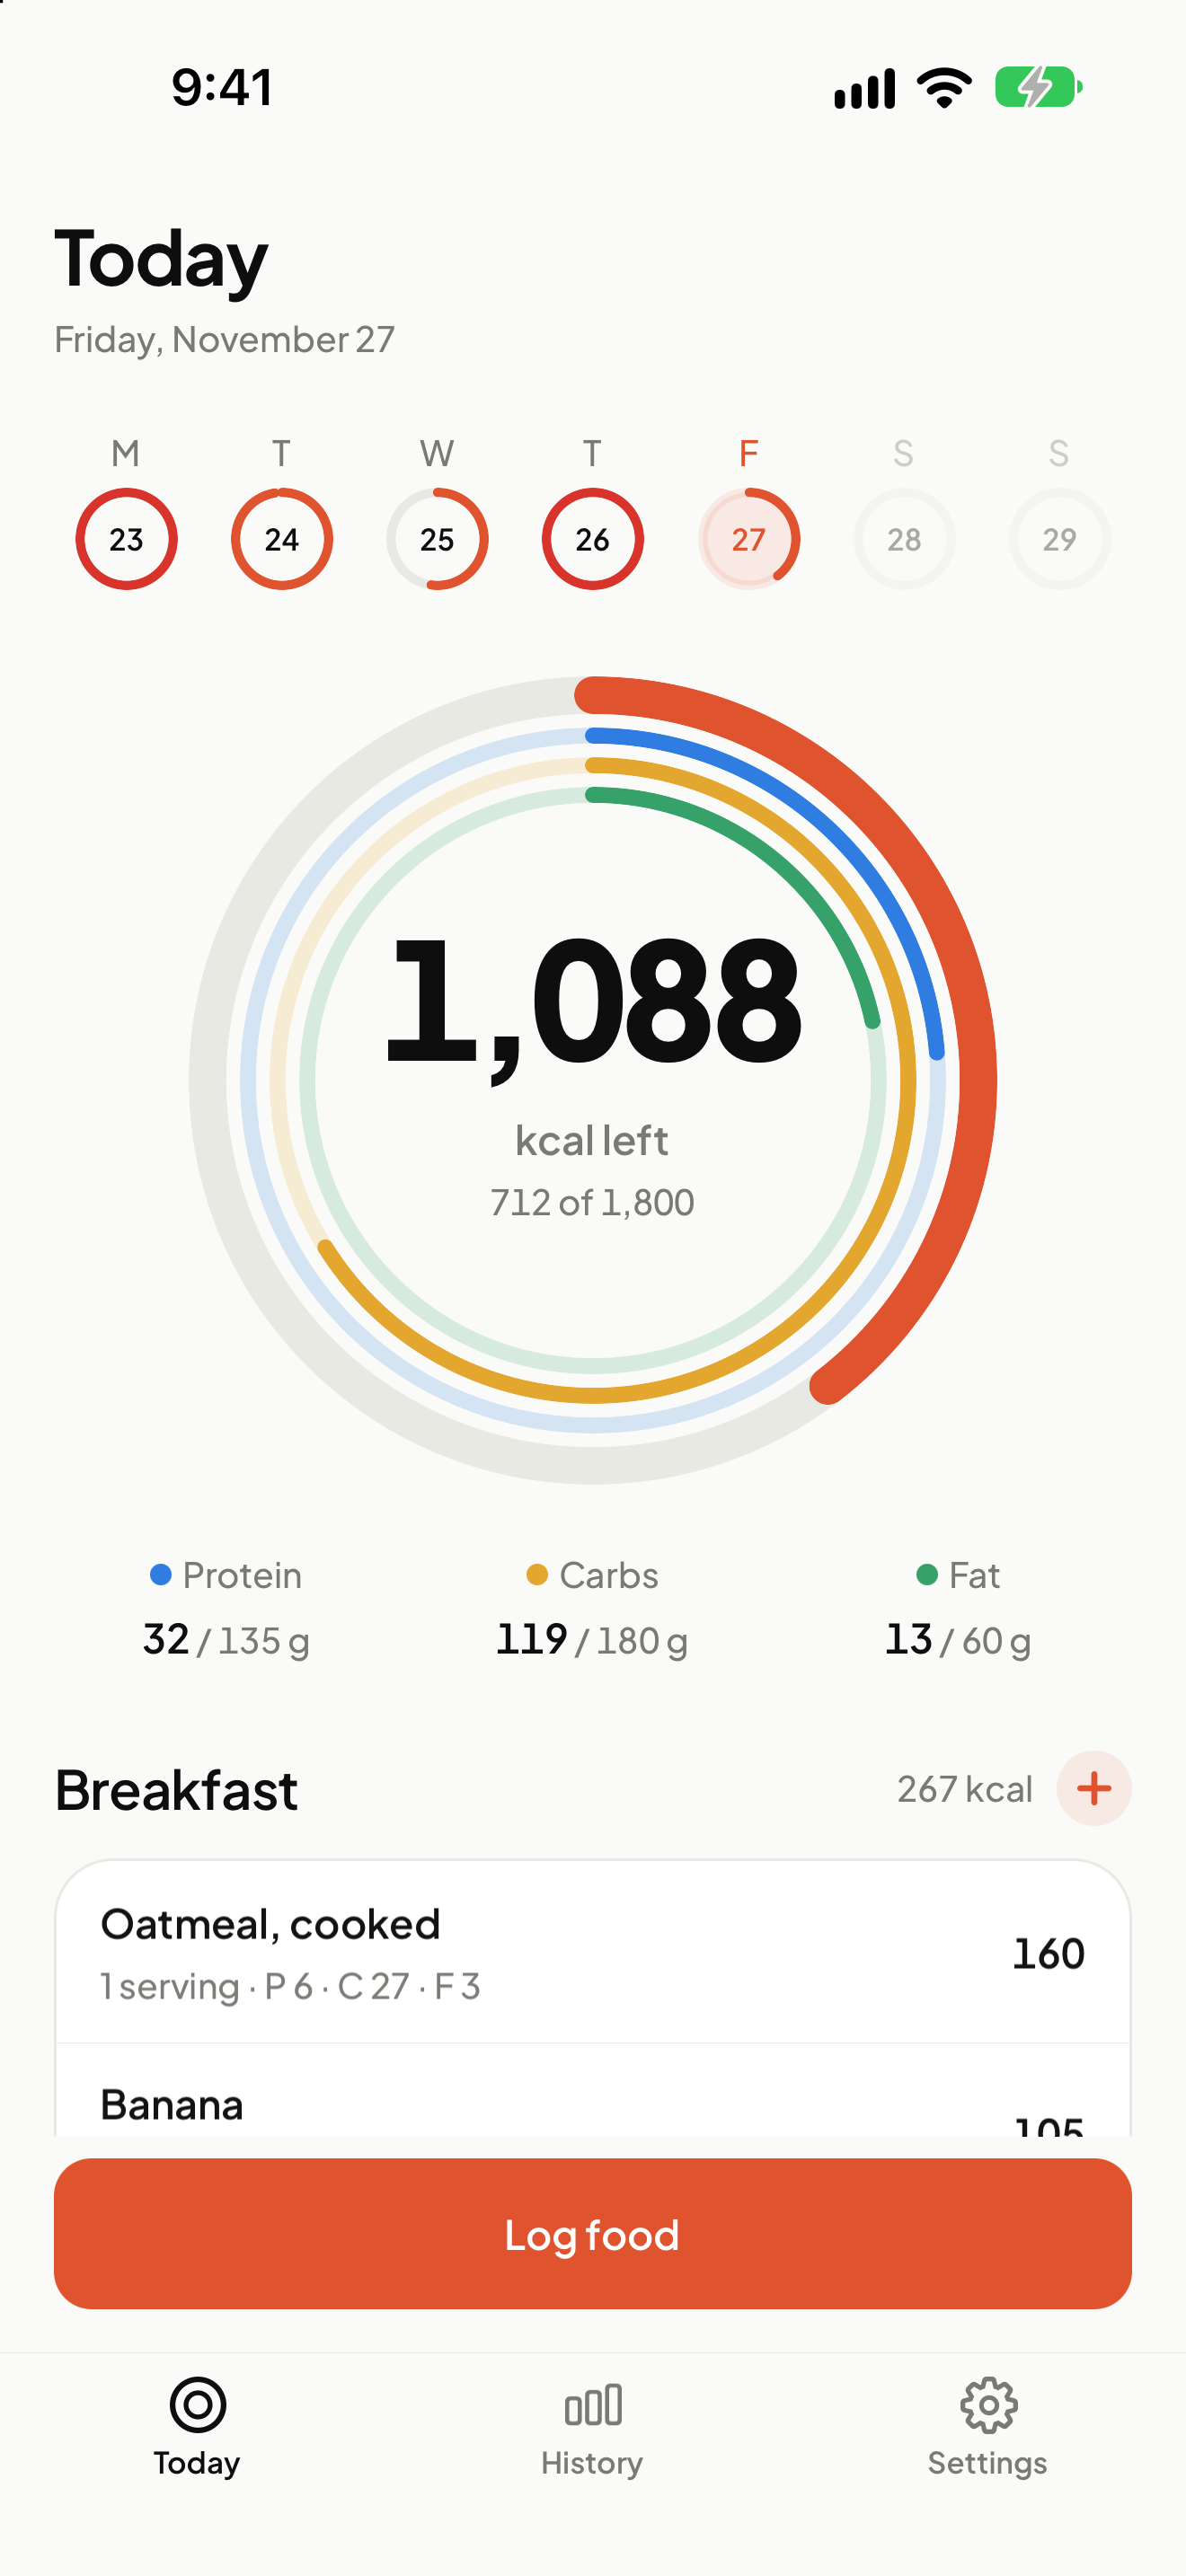 9:41
Today
Friday, November 27
M T W T F S S
23 24 25 26 27 28 29
1,088
kcal left
712 of 1,800
Protein Carbs Fat
32 / 135 g 119 / 180 g 13 / 60 g
Breakfast 267 kcal +
Oatmeal, cooked
160
1 serving · P 6 · C 27 · F 3
Banana
105
Log food
Today History Settings